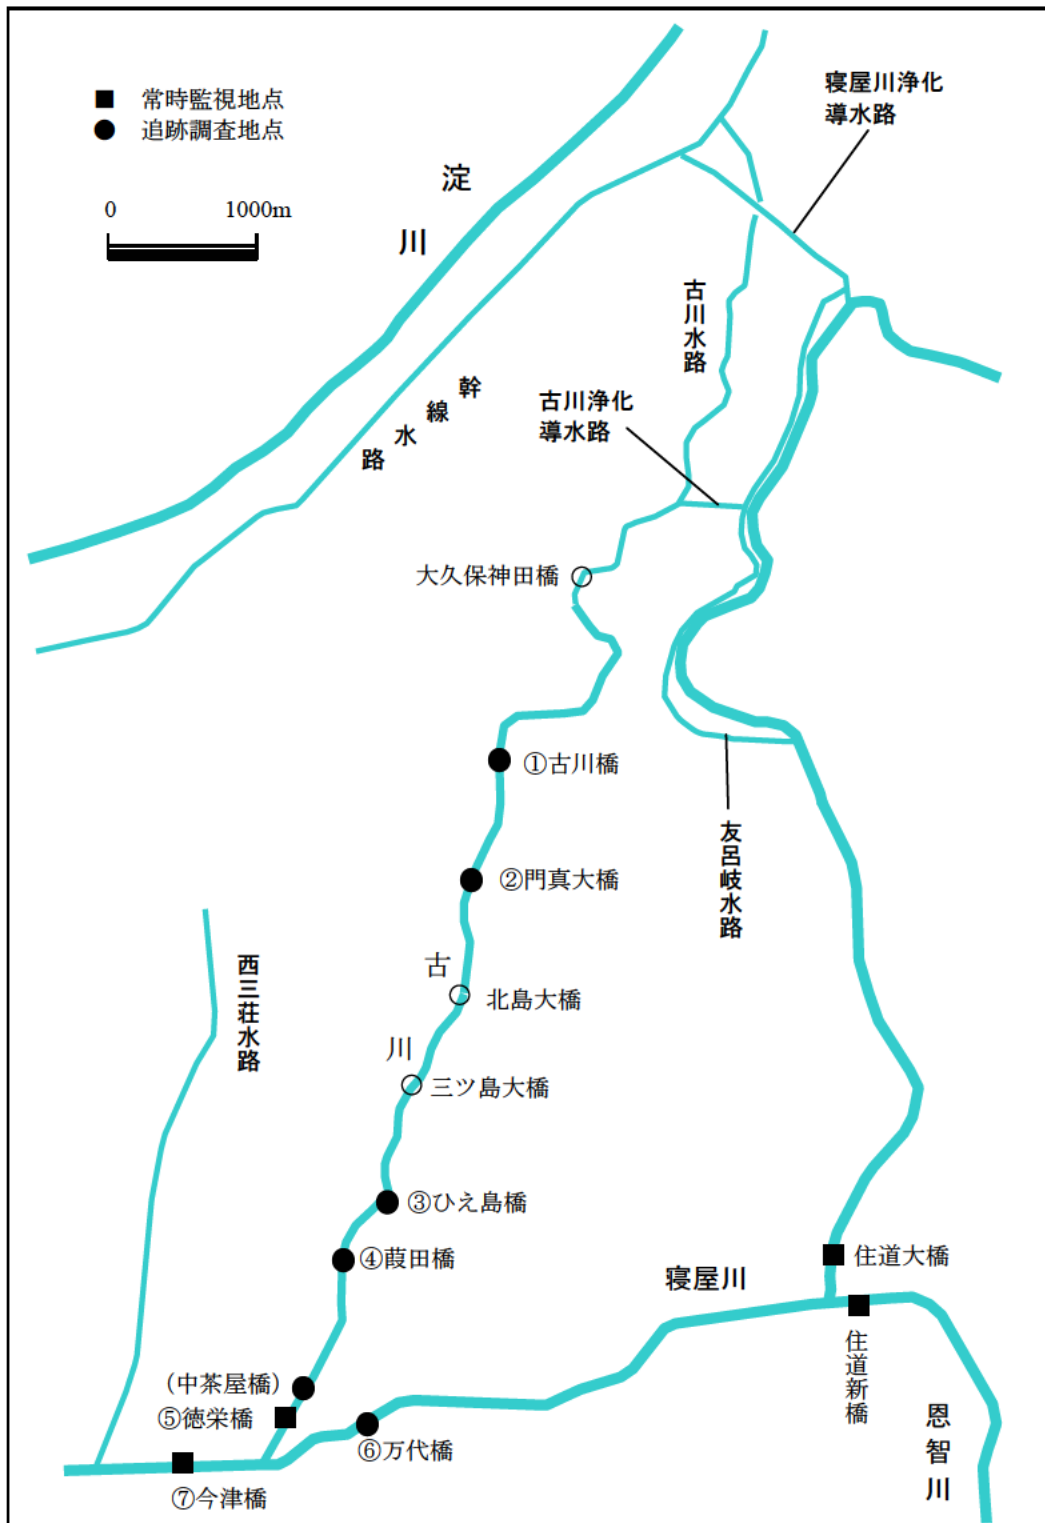 ■ 常時監視地点
● 追跡調査地点
0 1000m
淀川
寝屋川浄化
導水路
古川水路
幹線水路
古川浄化
導水路
大久保神田橋
①古川橋
②門真大橋
友呂岐水路
古川
北島大橋
西三荘水路
三ツ島大橋
③ひえ島橋
④葭田橋
住道大橋
寝屋川
住道新橋
(中茶屋橋)
⑤徳栄橋
⑥万代橋
恩智川
⑦今津橋